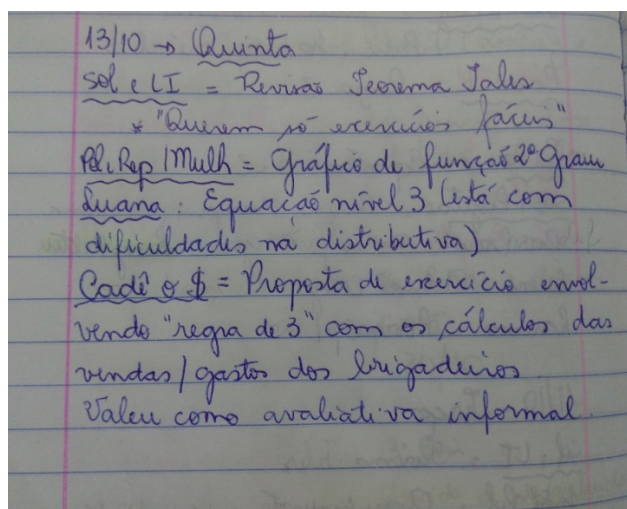 13/10 → Quinta
Sol e LI = Revisão Teorema Tales
* "Querem só exercícios fáceis"
Rep/Mulh = Gráfico de função 2º Grau
Luana: Equação nível 3 (está com
dificuldades na distributiva)
Cadê o $ = Proposta de exercício envol-
vendo "regra de 3" com os cálculos das
vendas/gastos dos brigadeiros
Valeu como avaliativa informal.